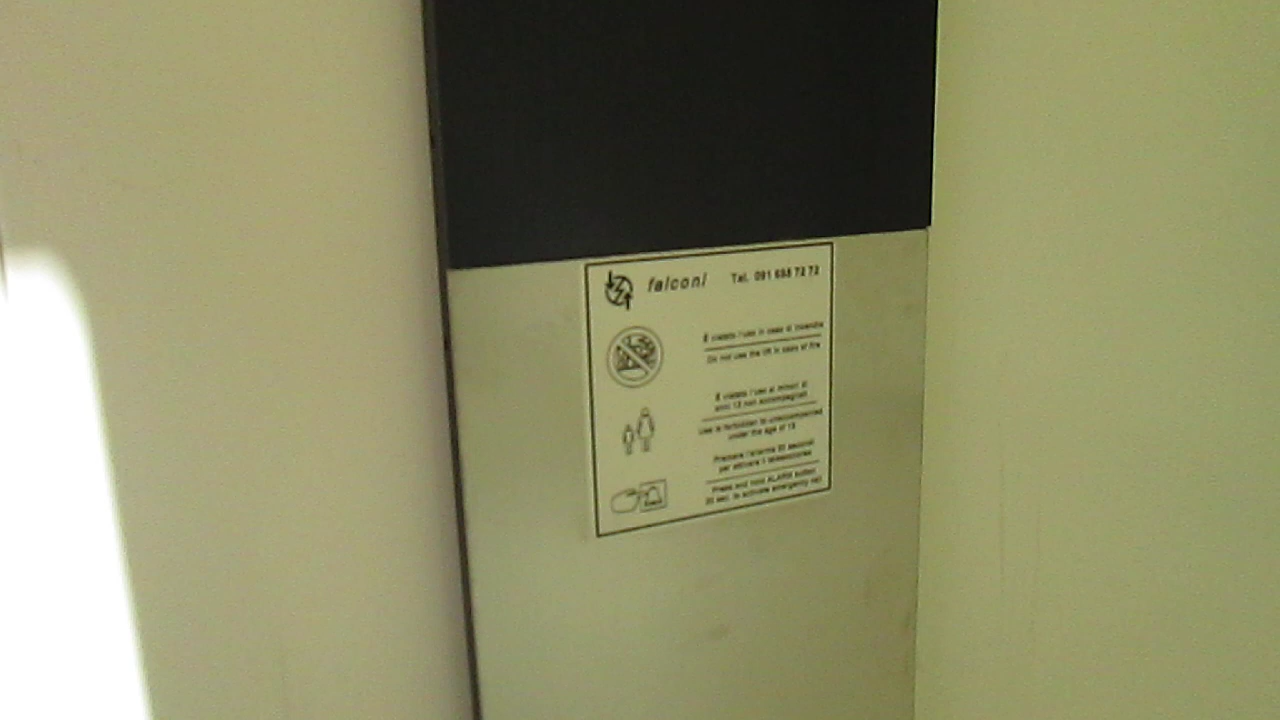 falconi Tel. 091 688 72 72
È vietato l'uso in caso di incendio
Do not use the lift in case of fire
È vietato l'uso ai minori di
anni 12 non accompagnati
Use is forbidden to unaccompanied
under the age of 12
Premere l'allarme 20 secondi
per attivare il telesoccorso
Press and hold ALARM button
20 sec. to activate emergency call